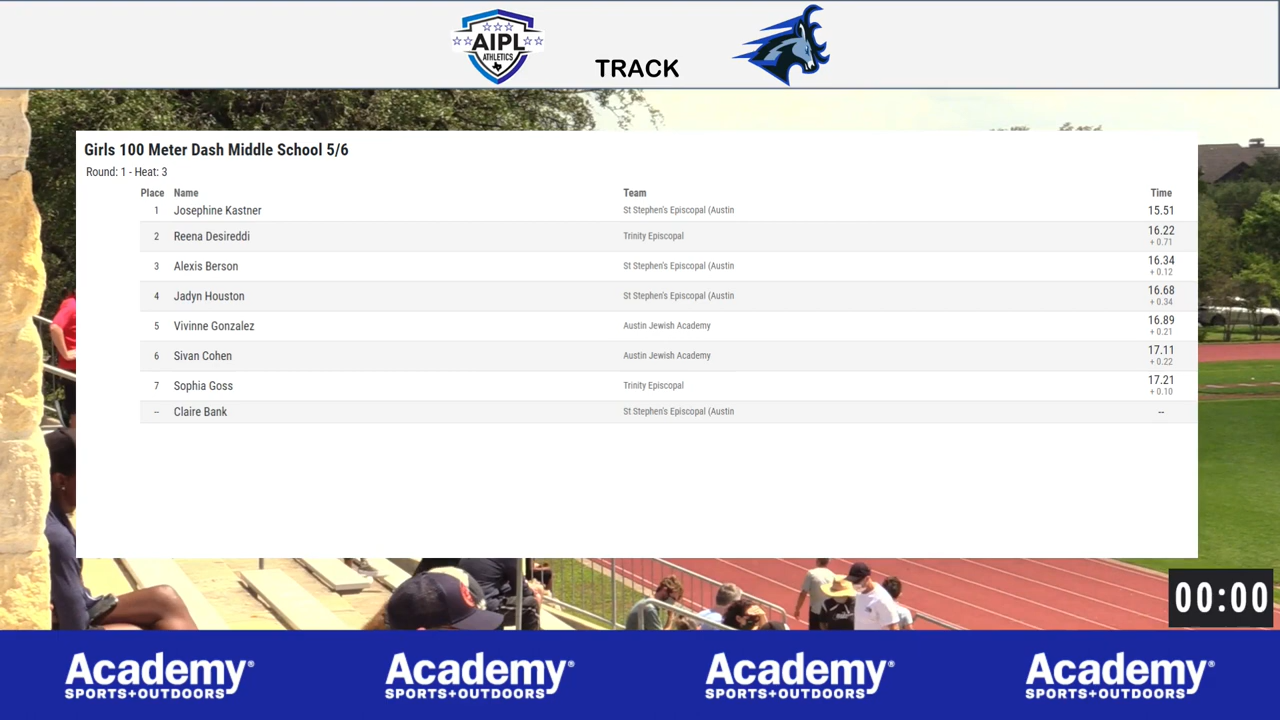 AIPL
ATHLETICS
TRACK
Girls 100 Meter Dash Middle School 5/6
Round: 1 - Heat: 3
Place Name Team Time
1 Josephine Kastner St Stephen's Episcopal (Austin 15.51
2 Reena Desireddi Trinity Episcopal 16.22
+ 0.71
3 Alexis Berson St Stephen's Episcopal (Austin 16.34
+ 0.12
4 Jadyn Houston St Stephen's Episcopal (Austin 16.68
+ 0.34
5 Vivinne Gonzalez Austin Jewish Academy 16.89
+ 0.21
6 Sivan Cohen Austin Jewish Academy 17.11
+ 0.22
7 Sophia Goss Trinity Episcopal 17.21
+ 0.10
-- Claire Bank St Stephen's Episcopal (Austin --
00:00
Academy® Academy® Academy® Academy®
SPORTS+OUTDOORS SPORTS+OUTDOORS SPORTS+OUTDOORS SPORTS+OUTDOORS